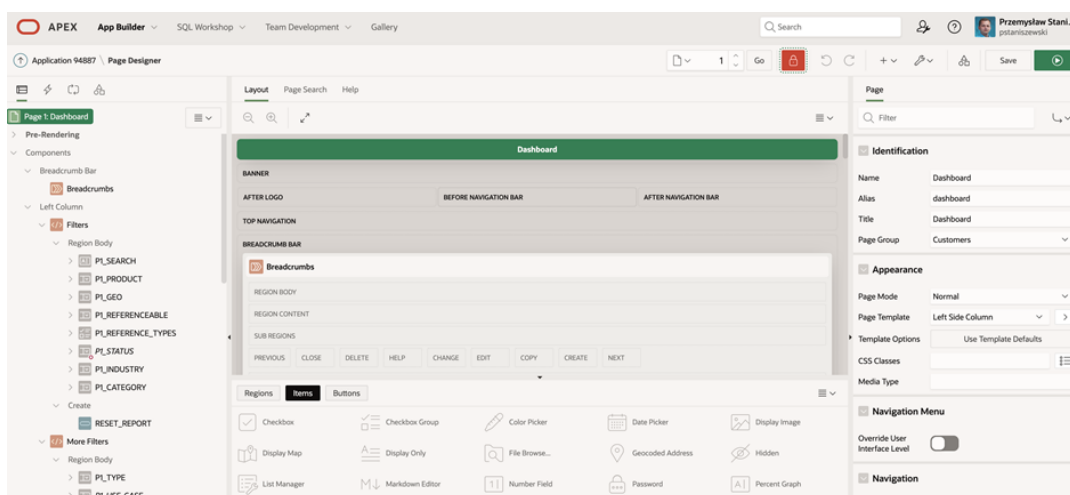 APEX App Builder SQL Workshop Team Development Gallery Search Przemysław Stani...
pstaniszewski
Application 94887 \ Page Designer 1 Go Save
Layout Page Search Help Page
Page 1: Dashboard Filter
Pre-Rendering
Components
Breadcrumb Bar
Breadcrumbs
Left Column
Filters
Region Body
P1_SEARCH
P1_PRODUCT
P1_GEO
P1_REFERENCEABLE
P1_REFERENCE_TYPES
P1_STATUS
P1_INDUSTRY
P1_CATEGORY
Create
RESET_REPORT
More Filters
Region Body
P1_TYPE
P1_USE_CASE
Dashboard
BANNER
AFTER LOGO BEFORE NAVIGATION BAR AFTER NAVIGATION BAR
TOP NAVIGATION
BREADCRUMB BAR
Breadcrumbs
REGION BODY
REGION CONTENT
SUB REGIONS
PREVIOUS CLOSE DELETE HELP CHANGE EDIT COPY CREATE NEXT
Regions Items Buttons
Checkbox Checkbox Group Color Picker Date Picker Display Image
Display Map Display Only File Browse... Geocoded Address Hidden
List Manager Markdown Editor Number Field Password Percent Graph
Identification
Name Dashboard
Alias dashboard
Title Dashboard
Page Group Customers
Appearance
Page Mode Normal
Page Template Left Side Column
Template Options Use Template Defaults
CSS Classes
Media Type
Navigation Menu
Override User
Interface Level
Navigation